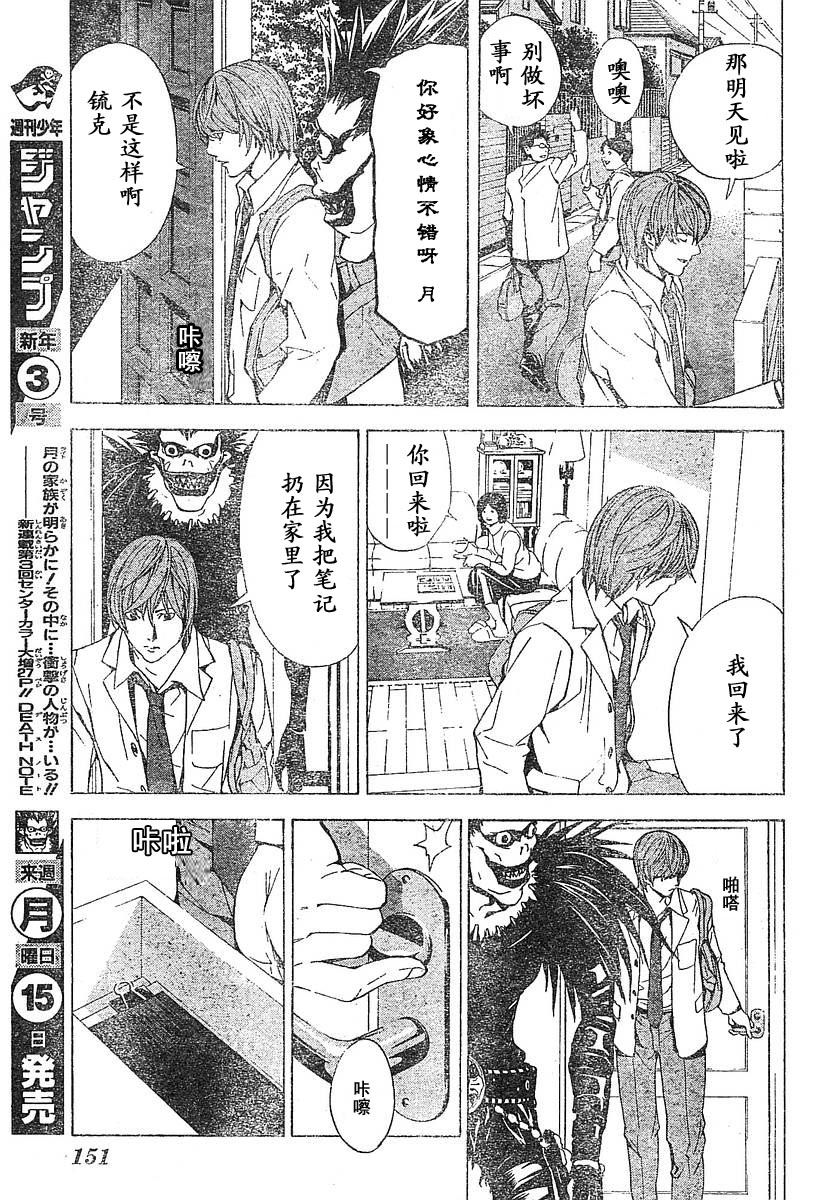 那明天见啦
噢噢
别做坏
事啊
你好象心情不错呀 月
不是这样啊
锍克
咔嚓
我回来了
你回来啦
——
因为我把笔记
扔在家里了
啪嗒
咔嚓
咔啦
週刊少年
ジャンプ
新年
3
号
月の家族が明らかに!その中に…衝撃の人物が…いる!!
——新連載第3回センターカラー大増27P!! DEATH NOTE
来週
月
曜日
15
日
発売
151